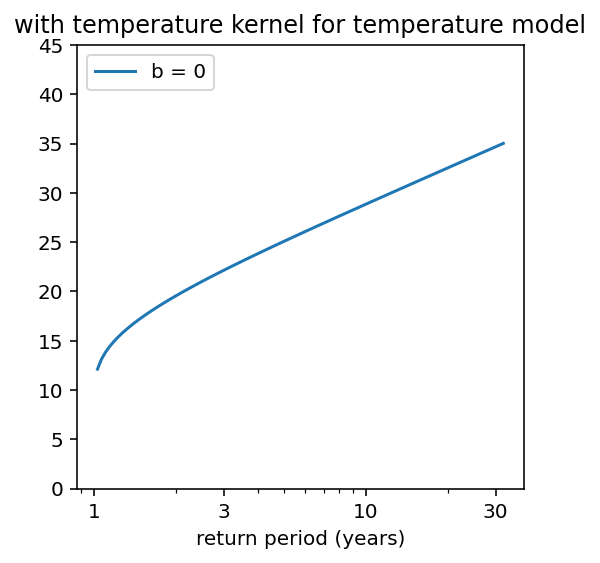 with temperature kernel for temperature model
b = 0
45
40
35
30
25
20
15
10
5
0
1 3 10 30
return period (years)